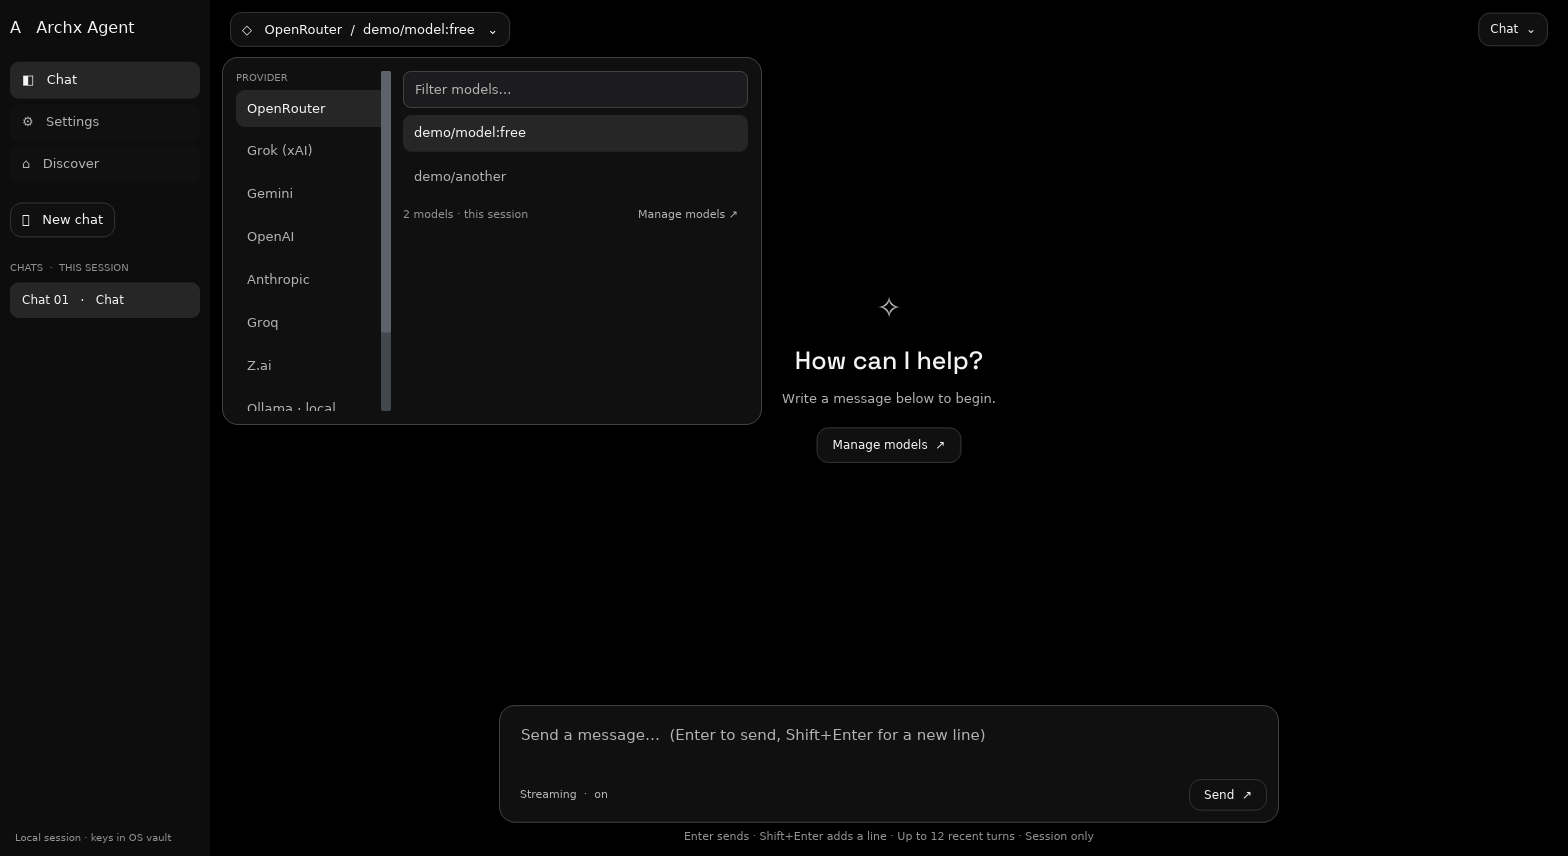 A Archx Agent
Chat
Settings
Discover
New chat
CHATS · THIS SESSION
Chat 01 · Chat
Local session · keys in OS vault
OpenRouter / demo/model:free
Chat
PROVIDER
OpenRouter
Grok (xAI)
Gemini
OpenAI
Anthropic
Groq
Z.ai
Ollama · local
Filter models...
demo/model:free
demo/another
2 models · this session
Manage models ↗
How can I help?
Write a message below to begin.
Manage models ↗
Send a message... (Enter to send, Shift+Enter for a new line)
Streaming · on
Send ↗
Enter sends · Shift+Enter adds a line · Up to 12 recent turns · Session only